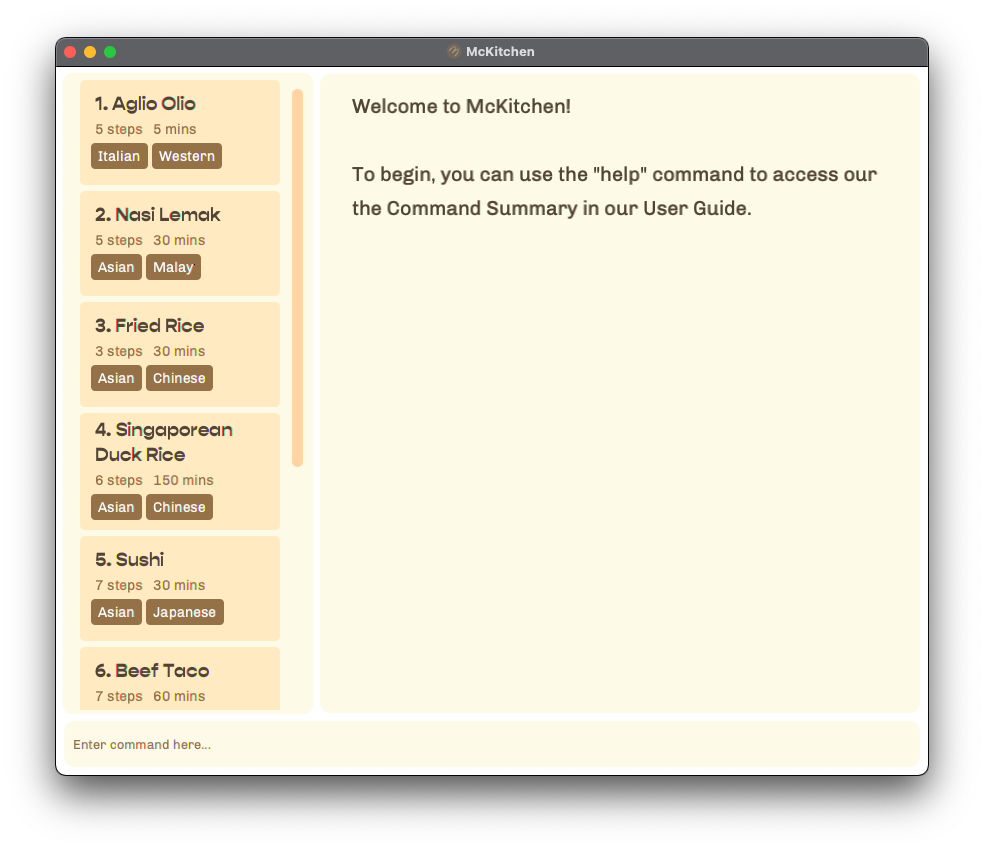 McKitchen
1. Aglio Olio
5 steps 5 mins
Italian Western
2. Nasi Lemak
5 steps 30 mins
Asian Malay
3. Fried Rice
3 steps 30 mins
Asian Chinese
4. Singaporean
Duck Rice
6 steps 150 mins
Asian Chinese
5. Sushi
7 steps 30 mins
Asian Japanese
6. Beef Taco
7 steps 60 mins
Welcome to McKitchen!
To begin, you can use the "help" command to access our
the Command Summary in our User Guide.
Enter command here...